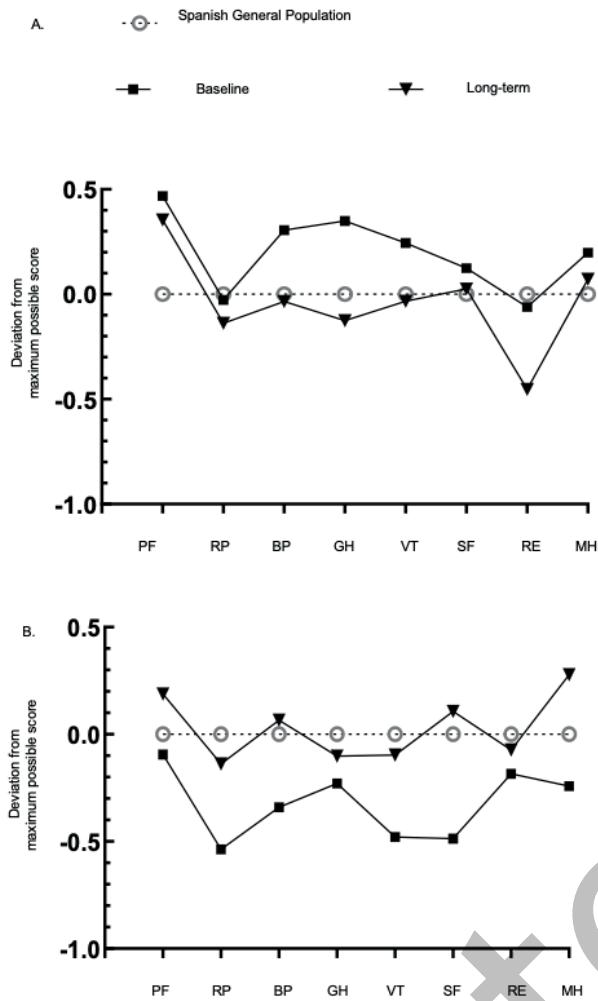 A.
Spanish General Population
Baseline
Long-term
Deviation from
maximum possible score
0.5
0.0
-0.5
-1.0
PF RP BP GH VT SF RE MH
B.
Deviation from
maximum possible score
0.5
0.0
-0.5
-1.0
PF RP BP GH VT SF RE MH